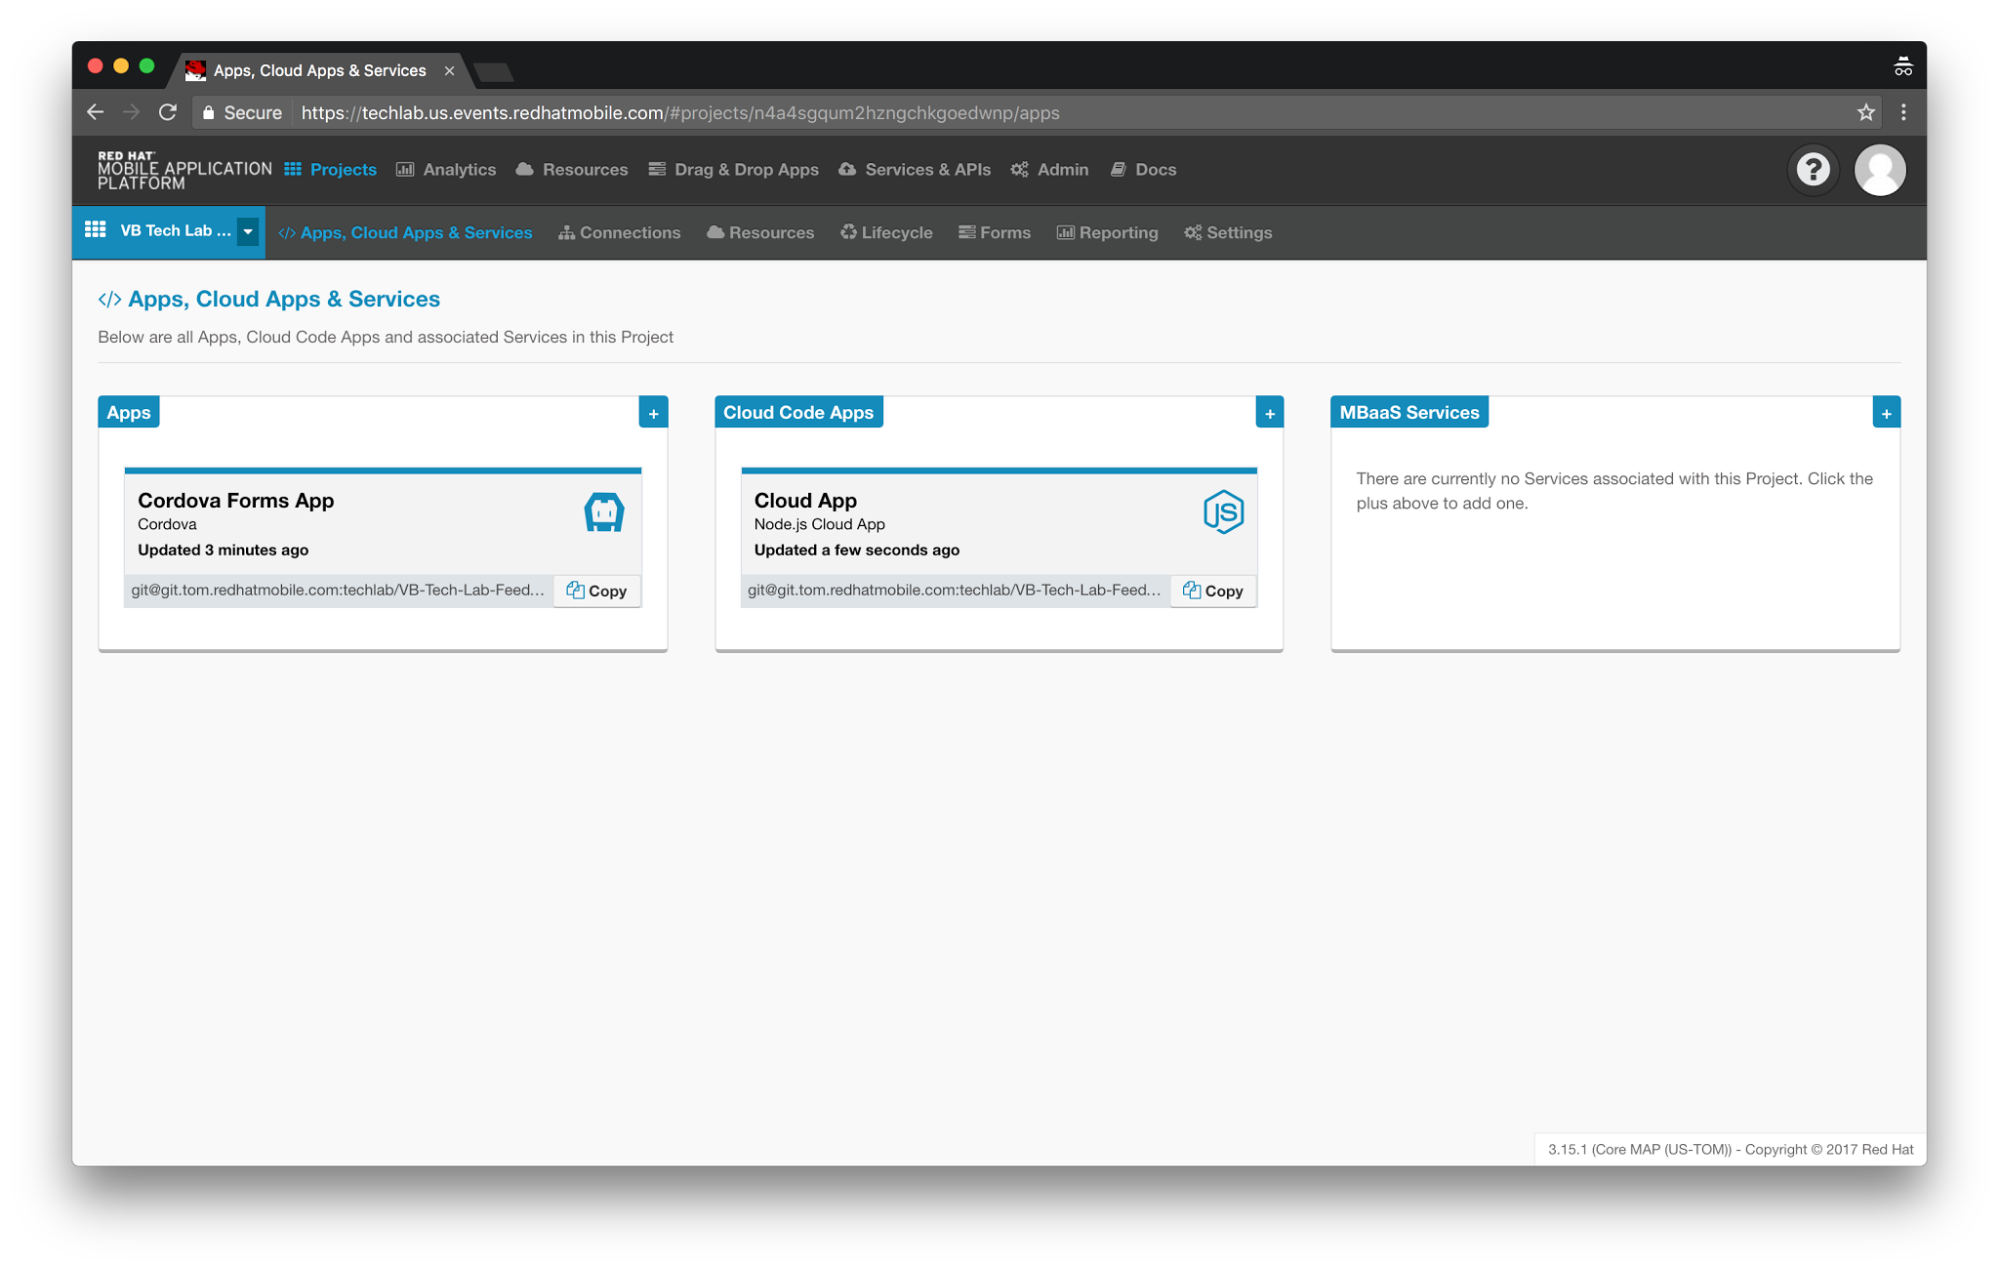 Apps, Cloud Apps & Services
Secure https://techlab.us.events.redhatmobile.com/#projects/n4a4sgqum2hzngchkgoedwnp/apps
RED HAT
MOBILE APPLICATION
PLATFORM
Projects Analytics Resources Drag & Drop Apps Services & APIs Admin Docs ?
VB Tech Lab ... </> Apps, Cloud Apps & Services Connections Resources Lifecycle Forms Reporting Settings
</> Apps, Cloud Apps & Services
Below are all Apps, Cloud Code Apps and associated Services in this Project
Apps +
Cordova Forms App
Cordova
Updated 3 minutes ago
git@git.tom.redhatmobile.com:techlab/VB-Tech-Lab-Feed... Copy
Cloud Code Apps +
Cloud App
Node.js Cloud App
Updated a few seconds ago
JS
git@git.tom.redhatmobile.com:techlab/VB-Tech-Lab-Feed... Copy
MBaaS Services +
There are currently no Services associated with this Project. Click the
plus above to add one.
3.15.1 (Core MAP (US-TOM)) - Copyright © 2017 Red Hat